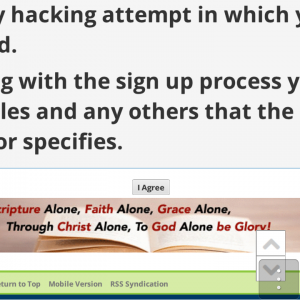 hacking attempt in which
d.
g with the sign up process y
les and any others that the
or specifies.
I Agree
cripture Alone, Faith Alone, Grace Alone,
Through Christ Alone, To God Alone be Glory!
eturn to Top Mobile Version RSS Syndication